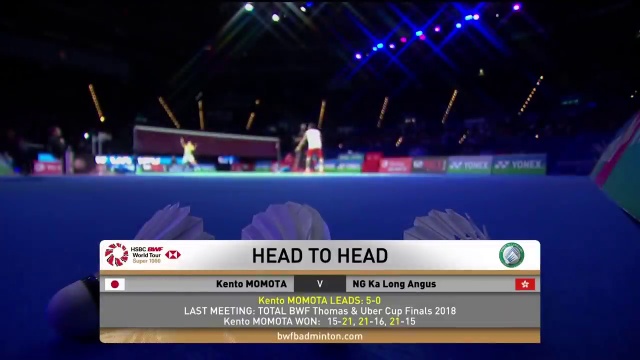 HSBC BWF
World Tour
Super 1000
HEAD TO HEAD
Kento MOMOTA V NG Ka Long Angus
Kento MOMOTA LEADS: 5-0
LAST MEETING: TOTAL BWF Thomas & Uber Cup Finals 2018
Kento MOMOTA WON: 15-21, 21-16, 21-15
bwfbadminton.com
YONEX
YONEX